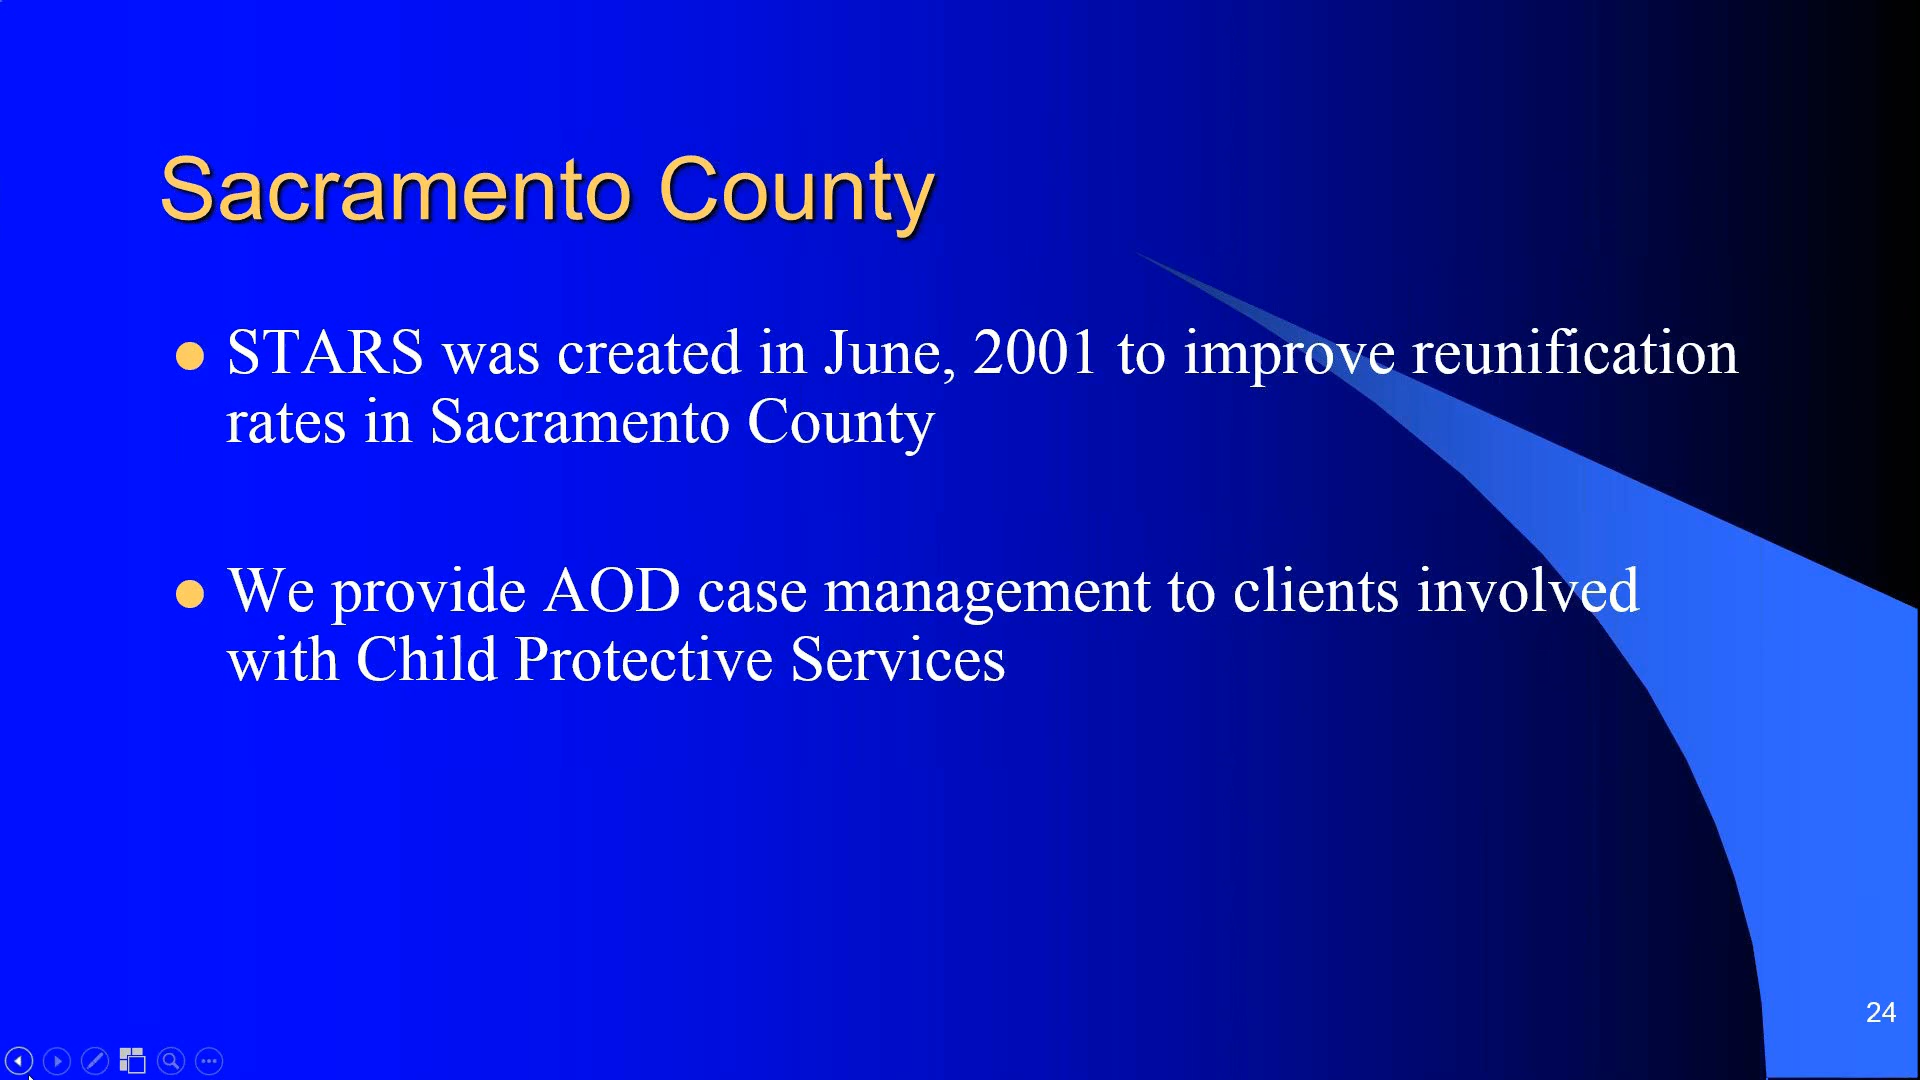 Sacramento County
● STARS was created in June, 2001 to improve reunification
rates in Sacramento County
● We provide AOD case management to clients involved
with Child Protective Services
24